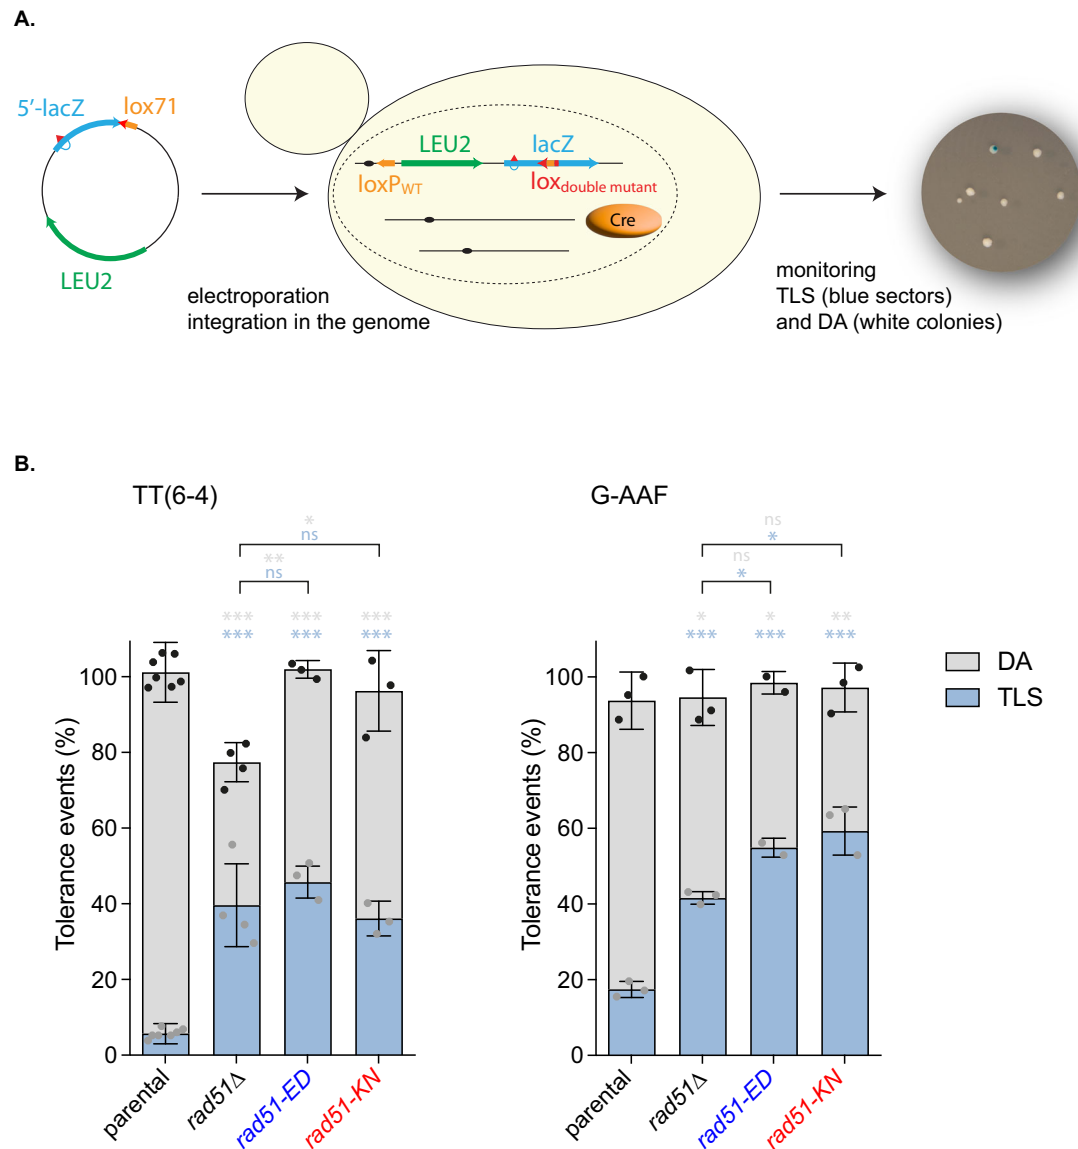 A.
5’-lacZ
lox71
LEU2
electroporation
integration in the genome
LEU2
lacZ
loxPWT
loxdouble mutant
Cre
monitoring
TLS (blue sectors)
and DA (white colonies)
B.
TT(6-4)
*
ns
**
ns
*** *** ***
*** *** ***
Tolerance events (%)
100
80
60
40
20
0
parental
rad51Δ
rad51-ED
rad51-KN
G-AAF
ns
*
ns
*
* * **
*** *** ***
Tolerance events (%)
100
80
60
40
20
0
parental
rad51Δ
rad51-ED
rad51-KN
DA
TLS